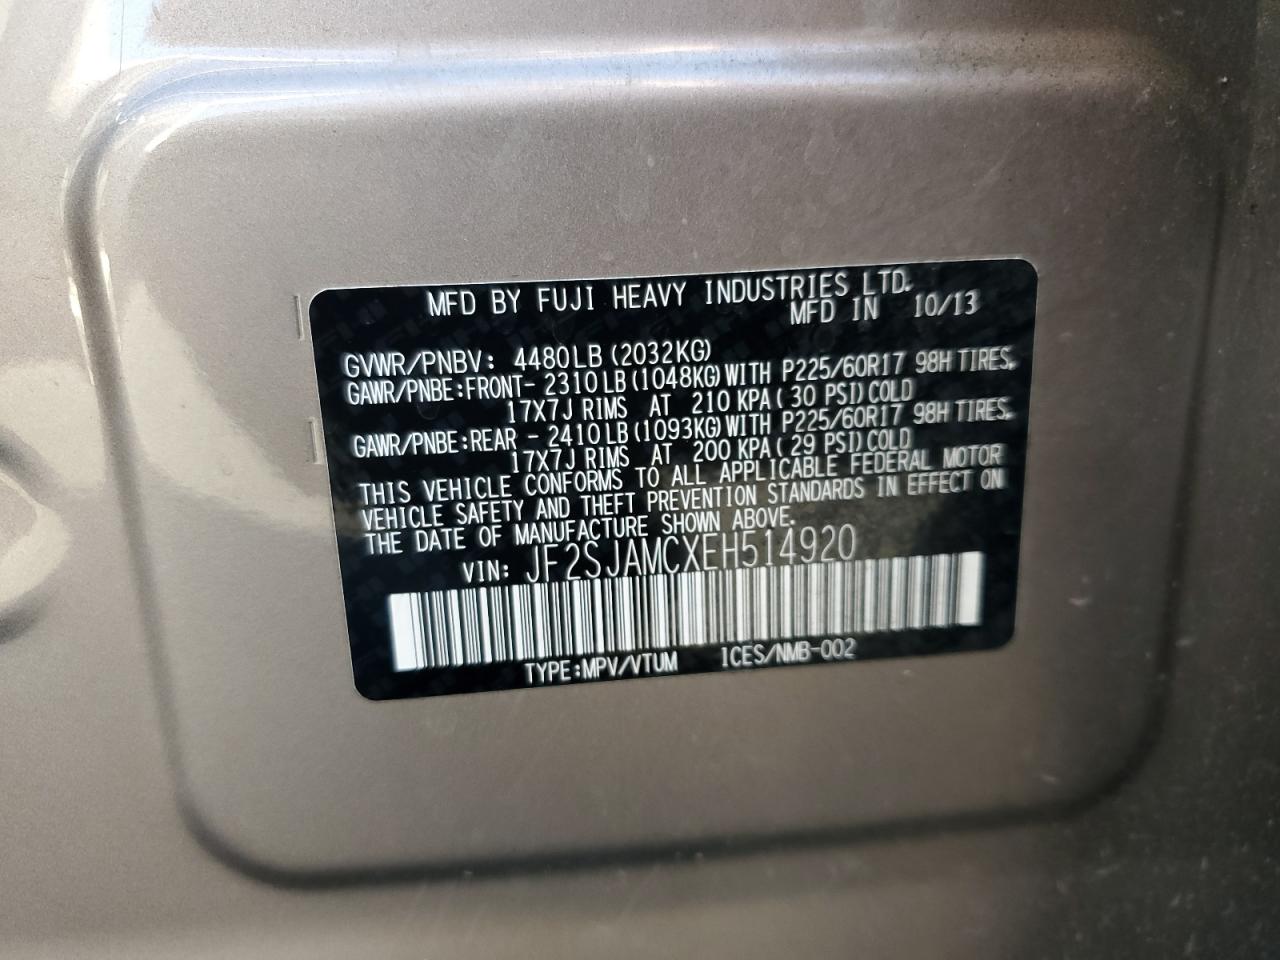 MFD BY FUJI HEAVY INDUSTRIES LTD.
MFD IN 10/13
GVWR/PNBV: 4480LB (2032KG)
GAWR/PNBE:FRONT- 2310LB (1048KG) WITH P225/60R17 98H TIRES,
17X7J RIMS AT 210 KPA( 30 PSI) COLD
GAWR/PNBE:REAR - 2410LB (1093KG) WITH P225/60R17 98H TIRES,
17X7J RIMS AT 200 KPA( 29 PSI) COLD
THIS VEHICLE CONFORMS TO ALL APPLICABLE FEDERAL MOTOR
VEHICLE SAFETY AND THEFT PREVENTION STANDARDS IN EFFECT ON
THE DATE OF MANUFACTURE SHOWN ABOVE.
VIN: JF2SJAMCXEH514920
TYPE:MPV/VTUM ICES/NMB-002